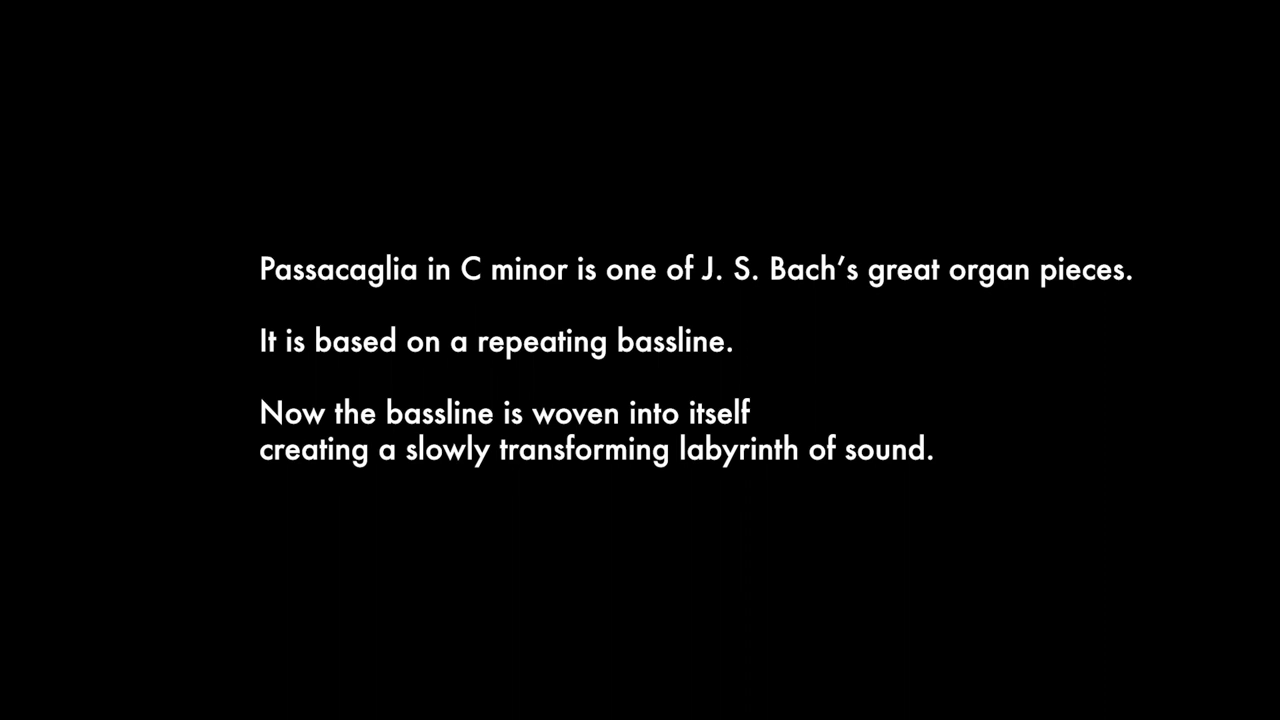 Passacaglia in C minor is one of J. S. Bach’s great organ pieces.
It is based on a repeating bassline.
Now the bassline is woven into itself
creating a slowly transforming labyrinth of sound.